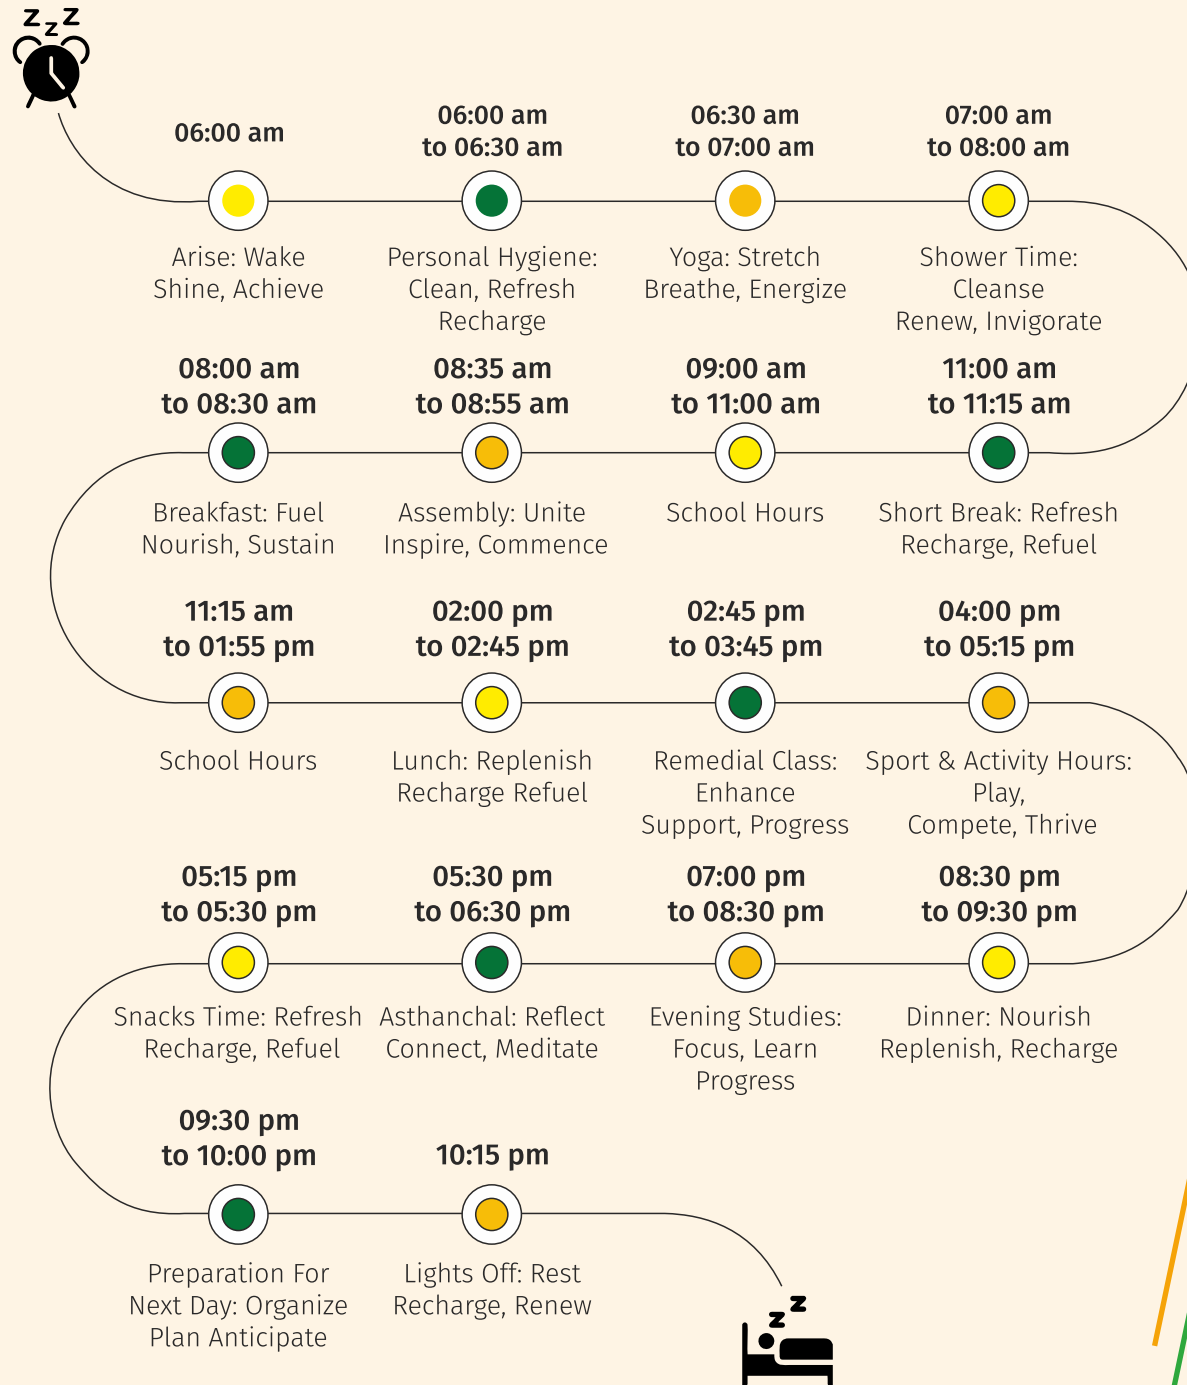 z z z
06:00 am
Arise: Wake
Shine, Achieve
06:00 am
to 06:30 am
Personal Hygiene:
Clean, Refresh
Recharge
06:30 am
to 07:00 am
Yoga: Stretch
Breathe, Energize
07:00 am
to 08:00 am
Shower Time:
Cleanse
Renew, Invigorate
08:00 am
to 08:30 am
Breakfast: Fuel
Nourish, Sustain
08:35 am
to 08:55 am
Assembly: Unite
Inspire, Commence
09:00 am
to 11:00 am
School Hours
11:00 am
to 11:15 am
Short Break: Refresh
Recharge, Refuel
11:15 am
to 01:55 pm
School Hours
02:00 pm
to 02:45 pm
Lunch: Replenish
Recharge Refuel
02:45 pm
to 03:45 pm
Remedial Class:
Enhance
Support, Progress
04:00 pm
to 05:15 pm
Sport & Activity Hours:
Play,
Compete, Thrive
05:15 pm
to 05:30 pm
Snacks Time: Refresh
Recharge, Refuel
05:30 pm
to 06:30 pm
Asthanchal: Reflect
Connect, Meditate
07:00 pm
to 08:30 pm
Evening Studies:
Focus, Learn
Progress
08:30 pm
to 09:30 pm
Dinner: Nourish
Replenish, Recharge
09:30 pm
to 10:00 pm
Preparation For
Next Day: Organize
Plan Anticipate
10:15 pm
Lights Off: Rest
Recharge, Renew
z z